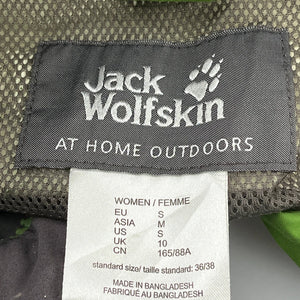 Jack
Wolfskin
AT HOME OUTDOORS
WOMEN / FEMME
EU S
ASIA M
US S
UK 10
CN 165/88A
standard size/ taille standard: 36/38
MADE IN BANGLADESH
FABRIQUÉ AU BANGLADESH